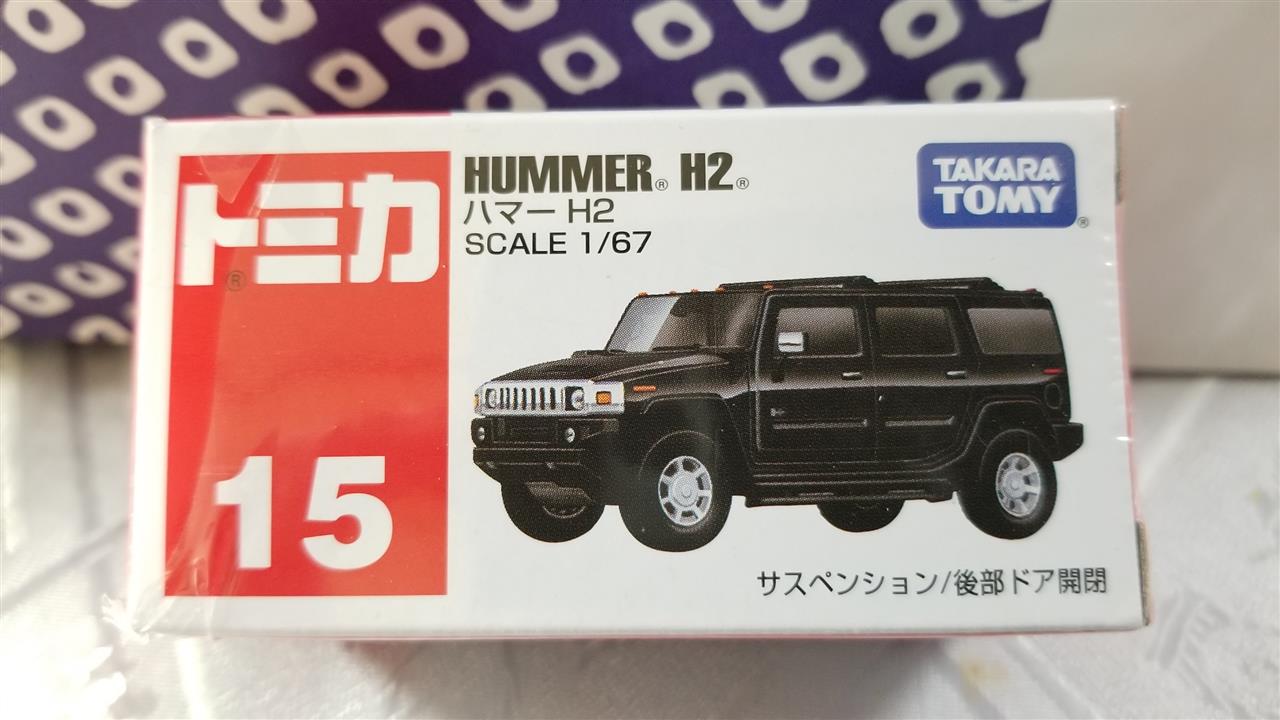 トミカ®
15
HUMMER® H2®
ハマー H2
SCALE 1/67
TAKARA
TOMY®
サスペンション/後部ドア開閉